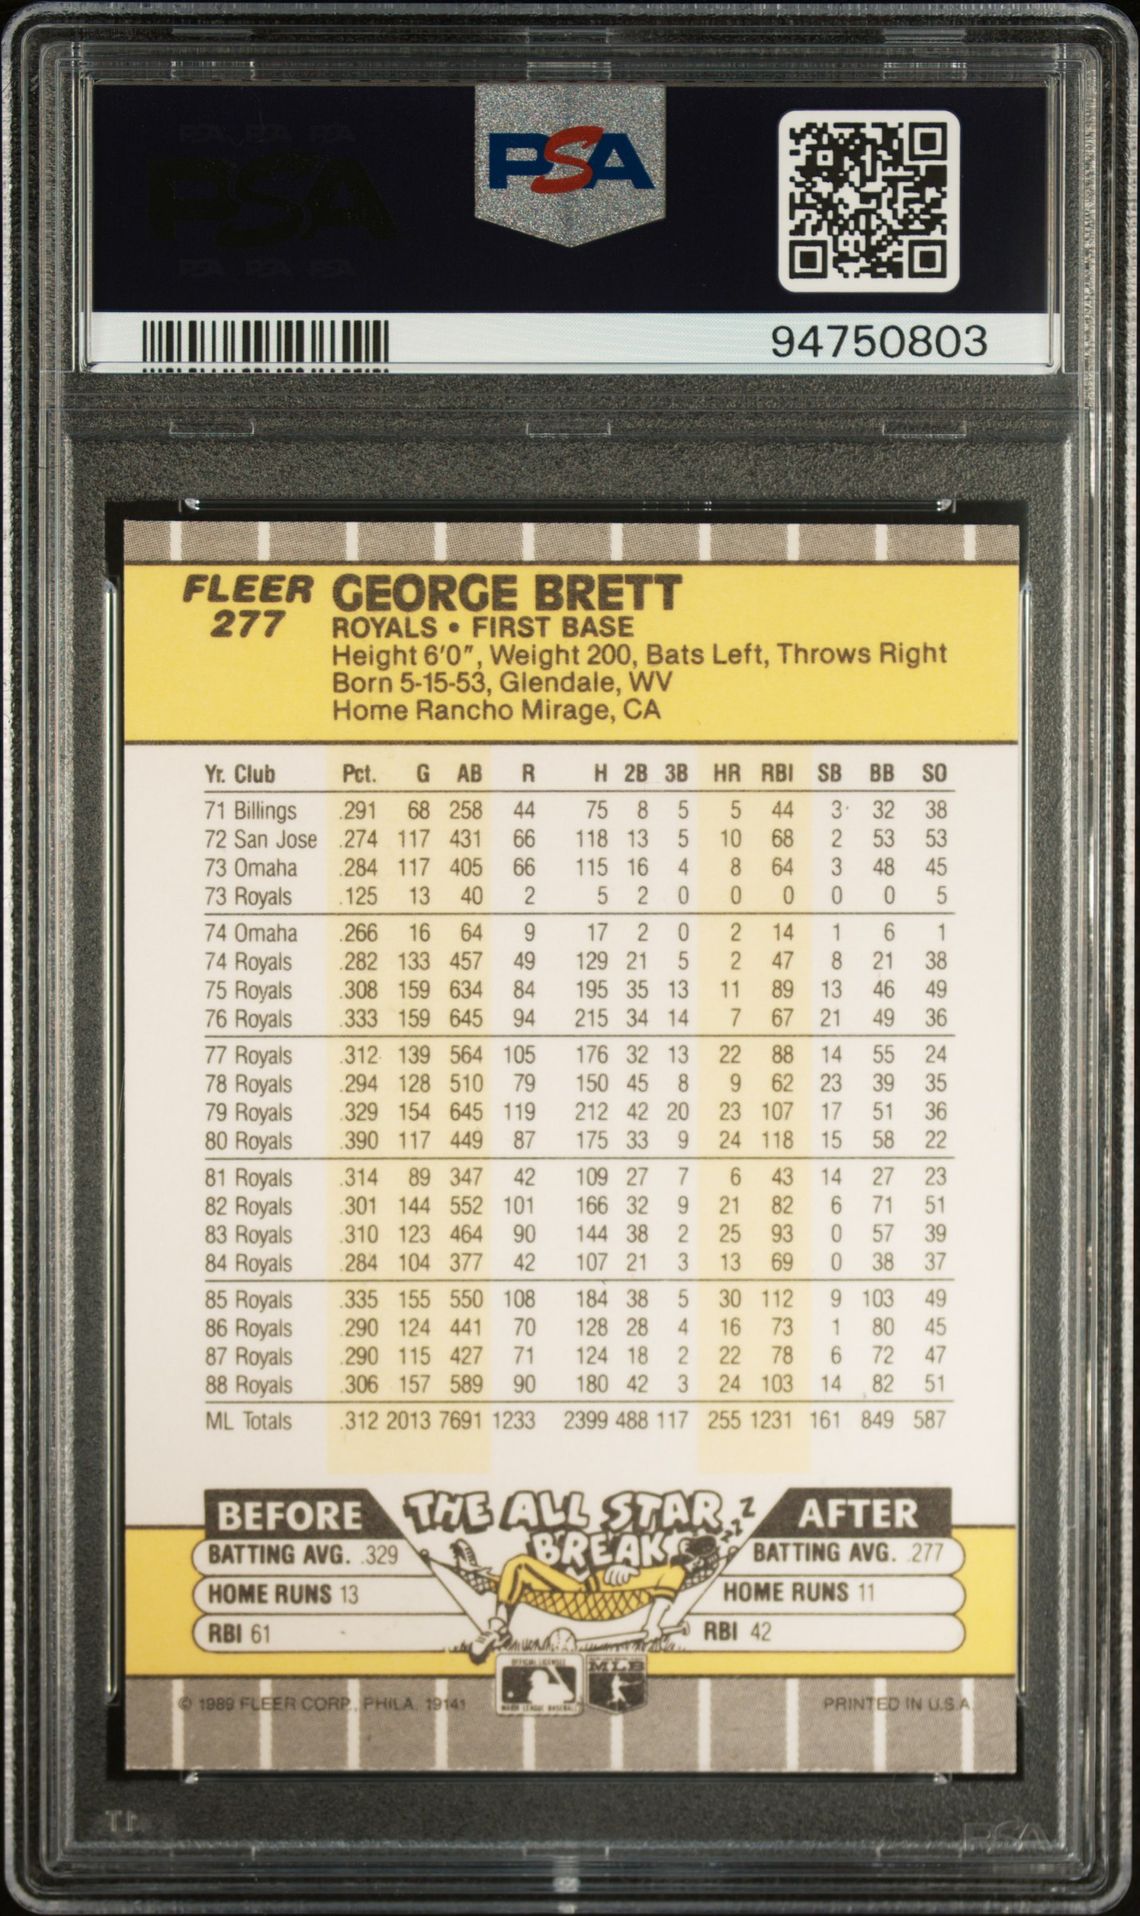 PSA PSA PSA
PSA
PSA PSA PSA
PSA
94750803
FLEER GEORGE BRETT
277 ROYALS • FIRST BASE
Height 6'0", Weight 200, Bats Left, Throws Right
Born 5-15-53, Glendale, WV
Home Rancho Mirage, CA
Yr. Club Pct. G AB R H 2B 3B HR RBI SB BB SO
71 Billings .291 68 258 44 75 8 5 5 44 3 32 38
72 San Jose .274 117 431 66 118 13 5 10 68 2 53 53
73 Omaha .284 117 405 66 115 16 4 8 64 3 48 45
73 Royals .125 13 40 2 5 2 0 0 0 0 0 5
74 Omaha .266 16 64 9 17 2 0 2 14 1 6 1
74 Royals .282 133 457 49 129 21 5 2 47 8 21 38
75 Royals .308 159 634 84 195 35 13 11 89 13 46 49
76 Royals .333 159 645 94 215 34 14 7 67 21 49 36
77 Royals .312 139 564 105 176 32 13 22 88 14 55 24
78 Royals .294 128 510 79 150 45 8 9 62 23 39 35
79 Royals .329 154 645 119 212 42 20 23 107 17 51 36
80 Royals .390 117 449 87 175 33 9 24 118 15 58 22
81 Royals .314 89 347 42 109 27 7 6 43 14 27 23
82 Royals .301 144 552 101 166 32 9 21 82 6 71 51
83 Royals .310 123 464 90 144 38 2 25 93 0 57 39
84 Royals .284 104 377 42 107 21 3 13 69 0 38 37
85 Royals .335 155 550 108 184 38 5 30 112 9 103 49
86 Royals .290 124 441 70 128 28 4 16 73 1 80 45
87 Royals .290 115 427 71 124 18 2 22 78 6 72 47
88 Royals .306 157 589 90 180 42 3 24 103 14 82 51
ML Totals .312 2013 7691 1233 2399 488 117 255 1231 161 849 587
BEFORE THE ALL STAR AFTER
BREAK
BATTING AVG. .329 BATTING AVG. .277
HOME RUNS 13 HOME RUNS 11
RBI 61 RBI 42
OFFICIAL LICENSEE MLB
MAJOR LEAGUE BASEBALL
© 1989 FLEER CORP., PHILA. 19141 PRINTED IN U.S.A.
PSA